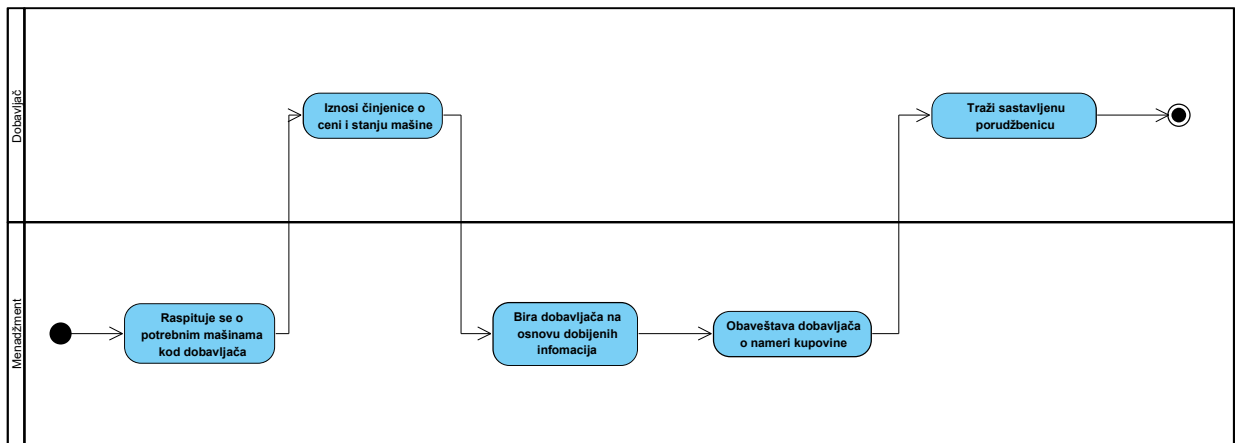 Dobavljač
Iznosi činjenice o
ceni i stanju mašine
Traži sastavljenu
porudžbenicu
Menadžment
Raspituje se o
potrebnim mašinama
kod dobavljača
Bira dobavljača na
osnovu dobijenih
infomacija
Obaveštava dobavljača
o nameri kupovine